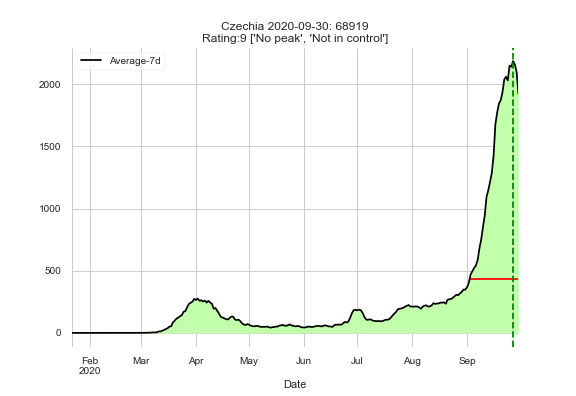 Czechia 2020-09-30: 68919
Rating:9 ['No peak', 'Not in control']
Average-7d
2000
1500
1000
500
0
Feb Mar Apr May Jun Jul Aug Sep
2020
Date